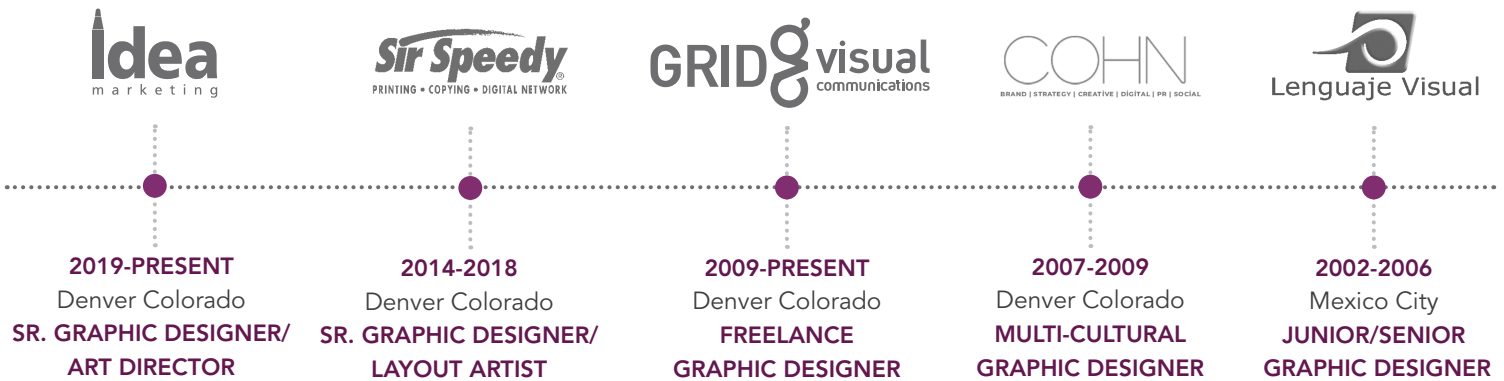 idea
marketing
Sir Speedy®
PRINTING • COPYING • DIGITAL NETWORK
GRID g visual
communications
COHN
BRAND | STRATEGY | CREATIVE | DIGITAL | PR | SOCIAL
Lenguaje Visual
2019-PRESENT
Denver Colorado
SR. GRAPHIC DESIGNER/
ART DIRECTOR
2014-2018
Denver Colorado
SR. GRAPHIC DESIGNER/
LAYOUT ARTIST
2009-PRESENT
Denver Colorado
FREELANCE
GRAPHIC DESIGNER
2007-2009
Denver Colorado
MULTI-CULTURAL
GRAPHIC DESIGNER
2002-2006
Mexico City
JUNIOR/SENIOR
GRAPHIC DESIGNER